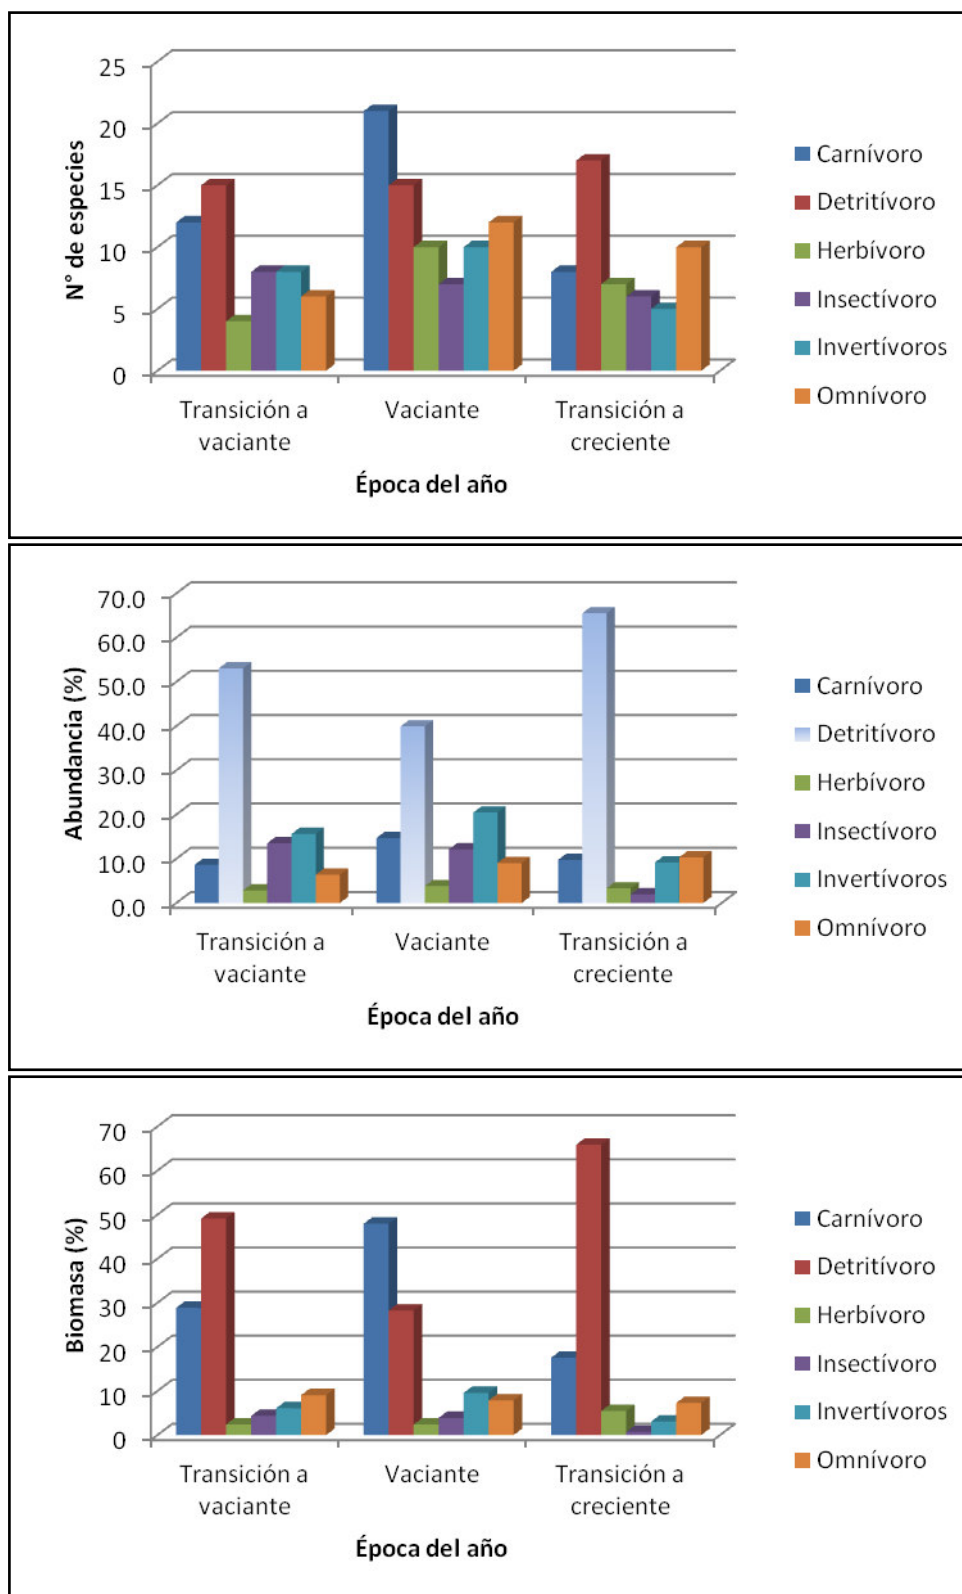 N° de especies
25
20
15
10
5
0
Transición a
vaciante
Vaciante
Transición a
creciente
Época del año
Carnívoro
Detritívoro
Herbívoro
Insectívoro
Invertívoros
Omnívoro
Abundancia (%)
70.0
60.0
50.0
40.0
30.0
20.0
10.0
0.0
Transición a
vaciante
Vaciante
Transición a
creciente
Época del año
Carnívoro
Detritívoro
Herbívoro
Insectívoro
Invertívoros
Omnívoro
Biomasa (%)
70
60
50
40
30
20
10
0
Transición a
vaciante
Vaciante
Transición a
creciente
Época del año
Carnívoro
Detritívoro
Herbívoro
Insectívoro
Invertívoros
Omnívoro